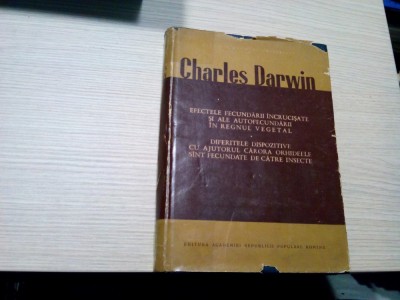 Charles Darwin
EFECTELE FECUNDĂRII ÎNCRUCIȘATE
ȘI ALE AUTOFECUNDĂRII
ÎN REGNUL VEGETAL
DIFERITELE DISPOZITIVE
CU AJUTORUL CĂRORA ORHIDEELE
SÎNT FECUNDATE DE CĂTRE INSECTE
EDITURA ACADEMIEI REPUBLICII POPULARE ROMÎNE